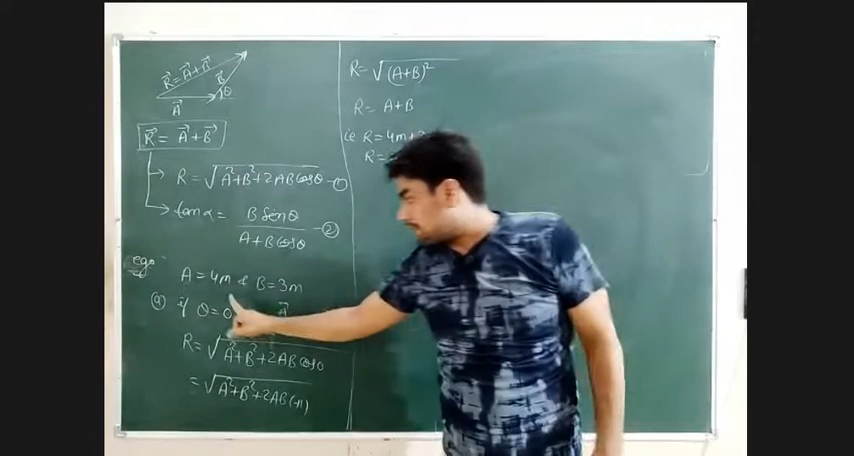 R⃗ = A⃗ + B⃗
B⃗
θ
A⃗
R⃗ = A⃗ + B⃗
R = √(A² + B² + 2AB cosθ) - ①
tan α = B sinθ / (A + B cosθ) - ②
eg:-
A = 4m & B = 3m
(a) if θ = 0 A⃗
R = √(A² + B² + 2AB cos0
= √(A² + B² + 2AB(+1)
R = √(A+B)²
R = A+B
ie R = 4m +
R =